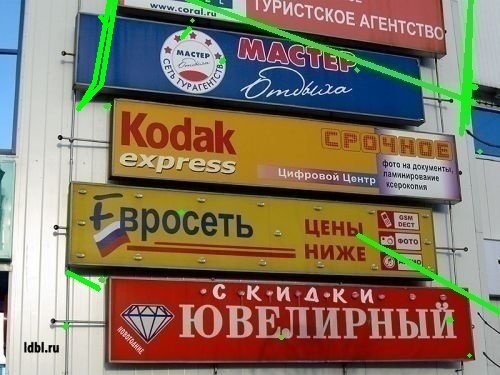 www.coral.ru
ТУРИСТСКОЕ АГЕНТСТВО
МАСТЕР
СЕТЬ ТУРАГЕНТСТВ
МАСТЕР
Отдыха
Kodak
express
СРОЧНОЕ
фото на документы,
ламинирование
ксерокопия
Цифровой Центр
Евросеть
ЦЕНЫ
НИЖЕ
GSM
DECT
ФОТО
СКИДКИ
НОВОГОДНИЕ
ЮВЕЛИРНЫЙ
ldbl.ru